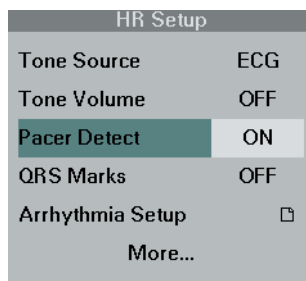 HR Setup
Tone Source ECG
Tone Volume OFF
Pacer Detect ON
QRS Marks OFF
Arrhythmia Setup
More...